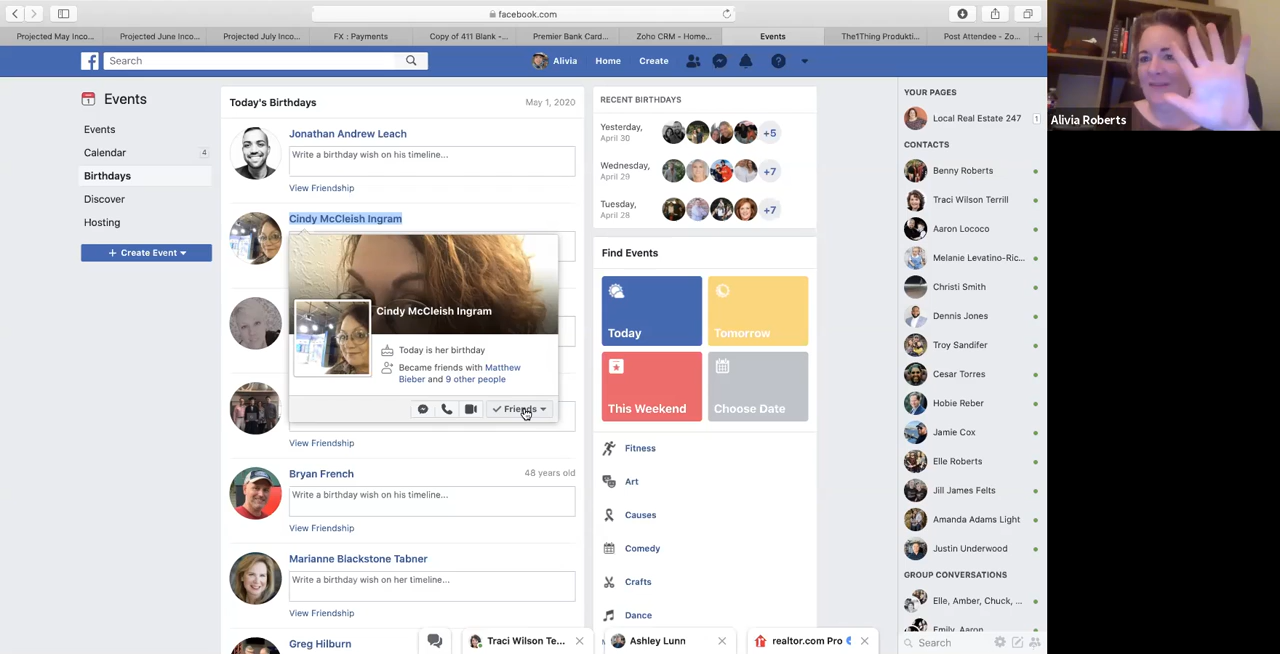 facebook.com
Projected May Inco...
Projected June Inco...
Projected July Inco...
FX : Payments
Copy of 411 Blank -...
Premier Bank Card...
Zoho CRM - Home...
Events
The1Thing Produkti...
Post Attendee - Zo...
Search
Alivia
Home
Create
Alivia Roberts
Events
Events
Calendar
4
Birthdays
Discover
Hosting
+ Create Event
Today's Birthdays
May 1, 2020
Jonathan Andrew Leach
Write a birthday wish on his timeline...
View Friendship
Cindy McCleish Ingram
Cindy McCleish Ingram
Today is her birthday
Became friends with Matthew
Bieber and 9 other people
Friends
View Friendship
Bryan French
48 years old
Write a birthday wish on his timeline...
View Friendship
Marianne Blackstone Tabner
Write a birthday wish on her timeline...
View Friendship
Greg Hilburn
RECENT BIRTHDAYS
Yesterday,
April 30
+5
Wednesday,
April 29
+7
Tuesday,
April 28
+7
Find Events
Today
Tomorrow
This Weekend
Choose Date
Fitness
Art
Causes
Comedy
Crafts
Dance
YOUR PAGES
Local Real Estate 247
1
CONTACTS
Benny Roberts
Traci Wilson Terrill
Aaron Lococo
Melanie Levatino-Ric...
Christi Smith
Dennis Jones
Troy Sandifer
Cesar Torres
Hobie Reber
Jamie Cox
Elle Roberts
Jill James Felts
Amanda Adams Light
Justin Underwood
GROUP CONVERSATIONS
Elle, Amber, Chuck, ...
Emily, Aaron
Search
Traci Wilson Te...
Ashley Lunn
realtor.com Pro